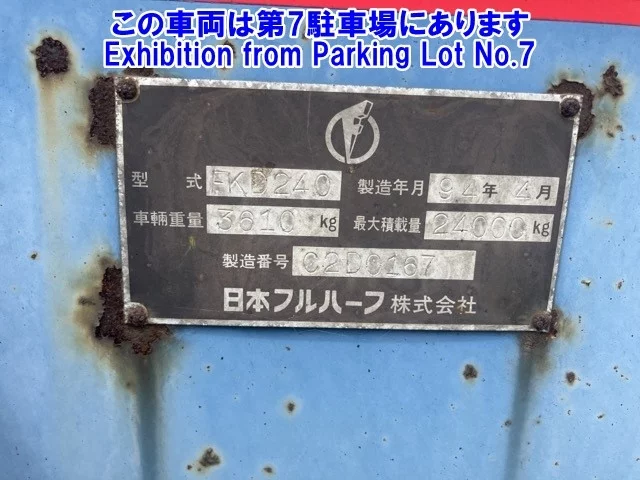 この車両は第7駐車場にあります
Exhibition from Parking Lot No.7
型 式 FKD240 製造年月 94年 4月
車輛重量 3610 kg 最大積載量 24000 kg
製造番号 C2D0167
日本フルハーフ株式会社